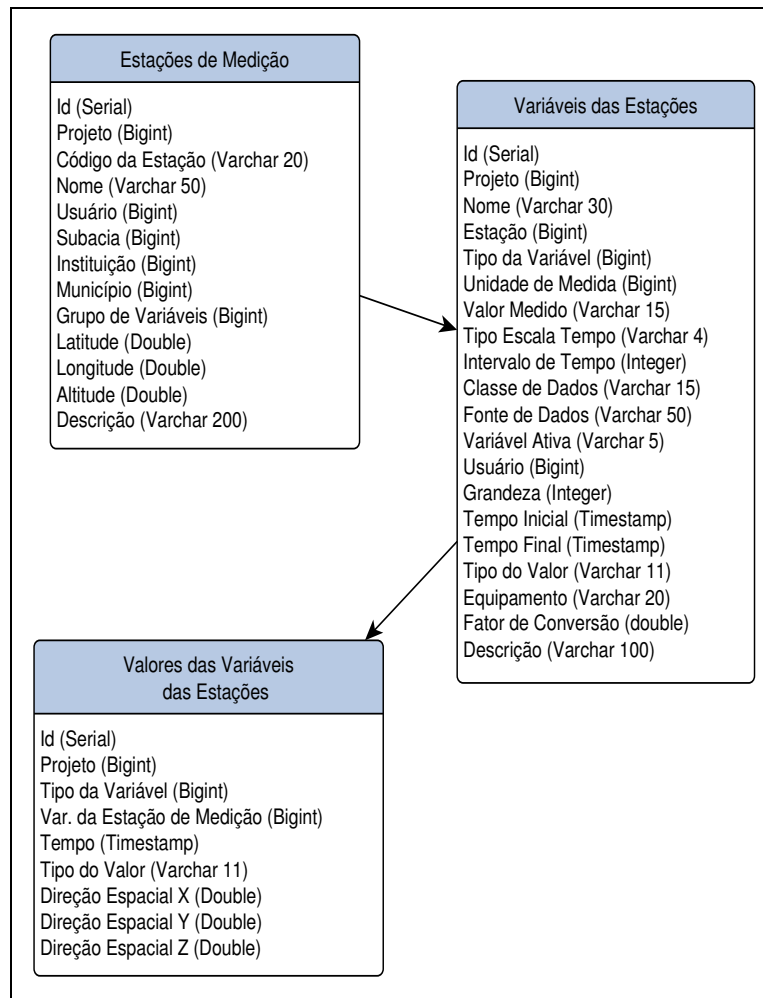 Estações de Medição
Id (Serial)
Projeto (Bigint)
Código da Estação (Varchar 20)
Nome (Varchar 50)
Usuário (Bigint)
Subacia (Bigint)
Instituição (Bigint)
Município (Bigint)
Grupo de Variáveis (Bigint)
Latitude (Double)
Longitude (Double)
Altitude (Double)
Descrição (Varchar 200)
Variáveis das Estações
Id (Serial)
Projeto (Bigint)
Nome (Varchar 30)
Estação (Bigint)
Tipo da Variável (Bigint)
Unidade de Medida (Bigint)
Valor Medido (Varchar 15)
Tipo Escala Tempo (Varchar 4)
Intervalo de Tempo (Integer)
Classe de Dados (Varchar 15)
Fonte de Dados (Varchar 50)
Variável Ativa (Varchar 5)
Usuário (Bigint)
Grandeza (Integer)
Tempo Inicial (Timestamp)
Tempo Final (Timestamp)
Tipo do Valor (Varchar 11)
Equipamento (Varchar 20)
Fator de Conversão (double)
Descrição (Varchar 100)
Valores das Variáveis
das Estações
Id (Serial)
Projeto (Bigint)
Tipo da Variável (Bigint)
Var. da Estação de Medição (Bigint)
Tempo (Timestamp)
Tipo do Valor (Varchar 11)
Direção Espacial X (Double)
Direção Espacial Y (Double)
Direção Espacial Z (Double)